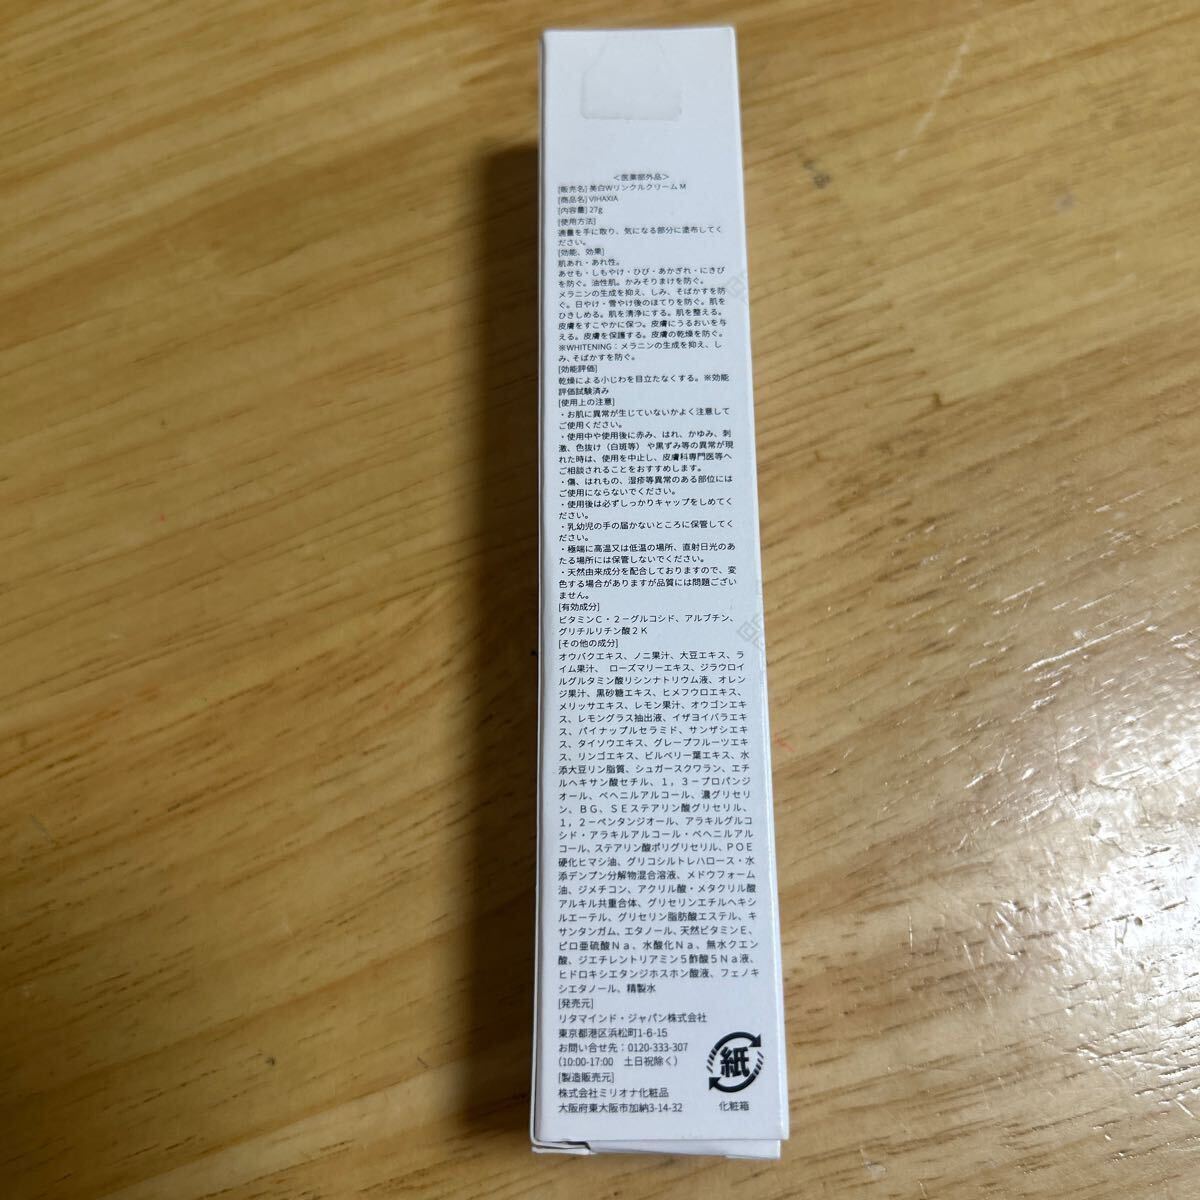 ＜医薬部外品＞
[販売名] 美白Wリンクルクリーム M
[商品名] VIHAXIA
[内容量] 27g
[使用方法]
適量を手に取り、気になる部分に塗布してく
ださい。
[効能、効果]
肌あれ・あれ性。
あせも・しもやけ・ひび・あかぎれ・にきび
を防ぐ。油性肌。かみそりまけを防ぐ。
メラニンの生成を抑え、しみ、そばかすを防
ぐ。日やけ・雪やけ後のほてりを防ぐ。肌を
ひきしめる。肌を清浄にする。肌を整える。
皮膚をすこやかに保つ。皮膚にうるおいを与
える。皮膚を保護する。皮膚の乾燥を防ぐ。
※WHITENING：メラニンの生成を抑え、し
み、そばかすを防ぐ。
[効能評価]
乾燥による小じわを目立たなくする。※効能
評価試験済み
[使用上の注意]
・お肌に異常が生じていないかよく注意して
ご使用ください。
・使用中や使用後に赤み、はれ、かゆみ、刺
激、色抜け（白斑等） や黒ずみ等の異常が現
れた時は、使用を中止し、皮膚科専門医等へ
ご相談されることをおすすめします。
・傷、はれもの、湿疹等異常のある部位には
ご使用にならないでください。
・使用後は必ずしっかりキャップをしめてく
ださい。
・乳幼児の手の届かないところに保管してく
ださい。
・極端に高温又は低温の場所、直射日光のあ
たる場所には保管しないでください。
・天然由来成分を配合しておりますので、変
色する場合がありますが品質には問題ござい
ません。
[有効成分]
ビタミンＣ・２－グルコシド、アルブチン、
グリチルリチン酸２Ｋ
[その他の成分]
オウバクエキス、ノニ果汁、大豆エキス、ラ
イム果汁、 ローズマリーエキス、ジラウロイ
ルグルタミン酸リシンナトリウム液、オレン
ジ果汁、黒砂糖エキス、ヒメフウロエキス、
メリッサエキス、レモン果汁、オウゴンエキ
ス、レモングラス抽出液、イザヨイバラエキ
ス、パイナップルセラミド、サンザシエキ
ス、タイソウエキス、グレープフルーツエキ
ス、リンゴエキス、ビルベリー葉エキス、水
添大豆リン脂質、シュガースクワラン、エチ
ルヘキサン酸セチル、１，３－プロパンジ
オール、ベヘニルアルコール、濃グリセリ
ン、ＢＧ、ＳＥステアリン酸グリセリル、
１，２－ペンタンジオール、アラキルグルコ
シド・アラキルアルコール・ベヘニルアル
コール、ステアリン酸ポリグリセリル、ＰＯＥ
硬化ヒマシ油、グリコシルトレハロース・水
添デンプン分解物混合溶液、メドウフォーム
油、ジメチコン、アクリル酸・メタクリル酸
アルキル共重合体、グリセリンエチルヘキシ
ルエーテル、グリセリン脂肪酸エステル、キ
サンタンガム、エタノール、天然ビタミンＥ、
ピロ亜硫酸Ｎａ、水酸化Ｎａ、無水クエン
酸、ジエチレントリアミン５酢酸５Ｎａ液、
ヒドロキシエタンジホスホン酸液、フェノキ
シエタノール、精製水
[発売元]
リタマインド・ジャパン株式会社
東京都港区浜松町1-6-15
お問い合せ先：0120-333-307
（10:00-17:00 土日祝除く）
[製造販売元]
株式会社ミリオナ化粧品
大阪府東大阪市加納3-14-32
紙
化粧箱